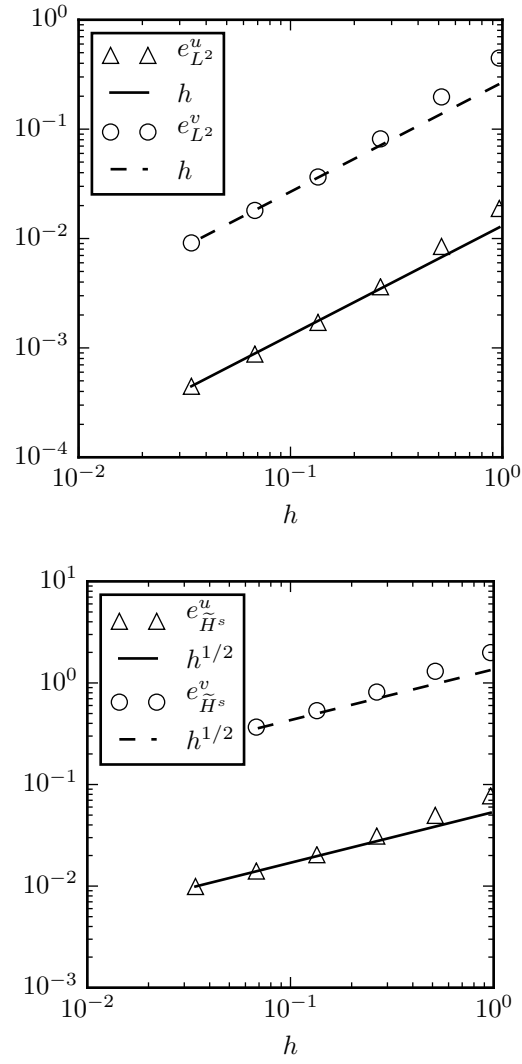 10^0
10^{-1}
10^{-2}
10^{-3}
10^{-4}
e^u_{L^2}
h
e^v_{L^2}
h
10^{-2} 10^{-1} 10^0
h
10^1
10^0
10^{-1}
10^{-2}
10^{-3}
e^u_{\widetilde{H}^s}
h^{1/2}
e^v_{\widetilde{H}^s}
h^{1/2}
10^{-2} 10^{-1} 10^0
h